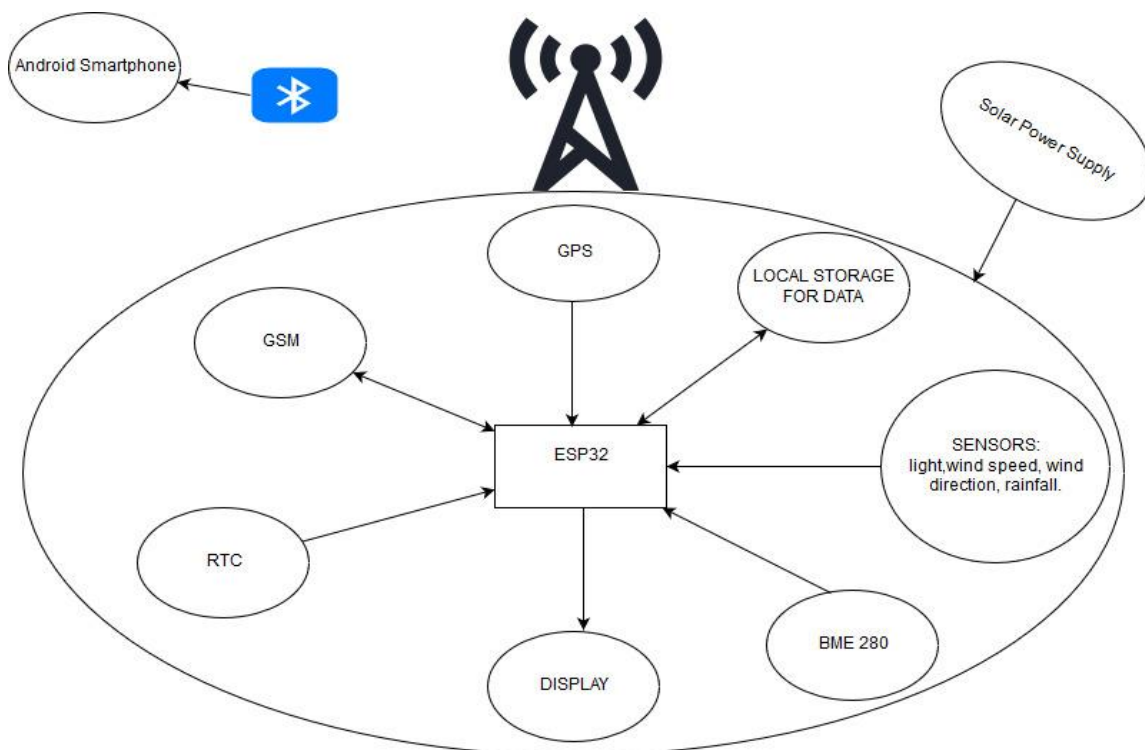 Android Smartphone
Solar Power Supply
GPS
LOCAL STORAGE
FOR DATA
GSM
ESP32
SENSORS:
light,wind speed, wind
direction, rainfall.
RTC
BME 280
DISPLAY